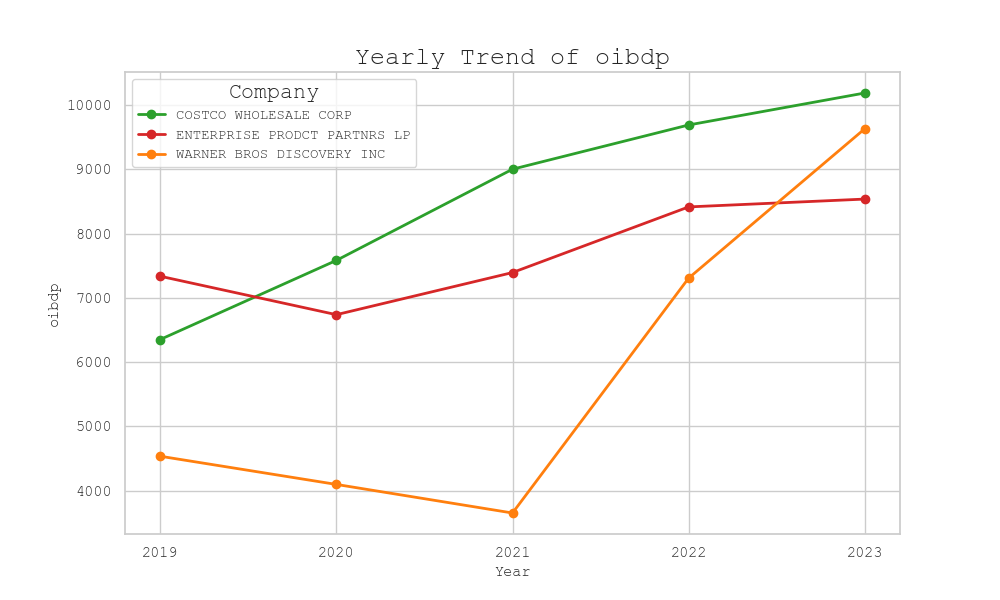 Yearly Trend of oibdp
Company
COSTCO WHOLESALE CORP
ENTERPRISE PRODCT PARTNRS LP
WARNER BROS DISCOVERY INC
10000
9000
8000
7000
6000
5000
4000
oibdp
2019 2020 2021 2022 2023
Year